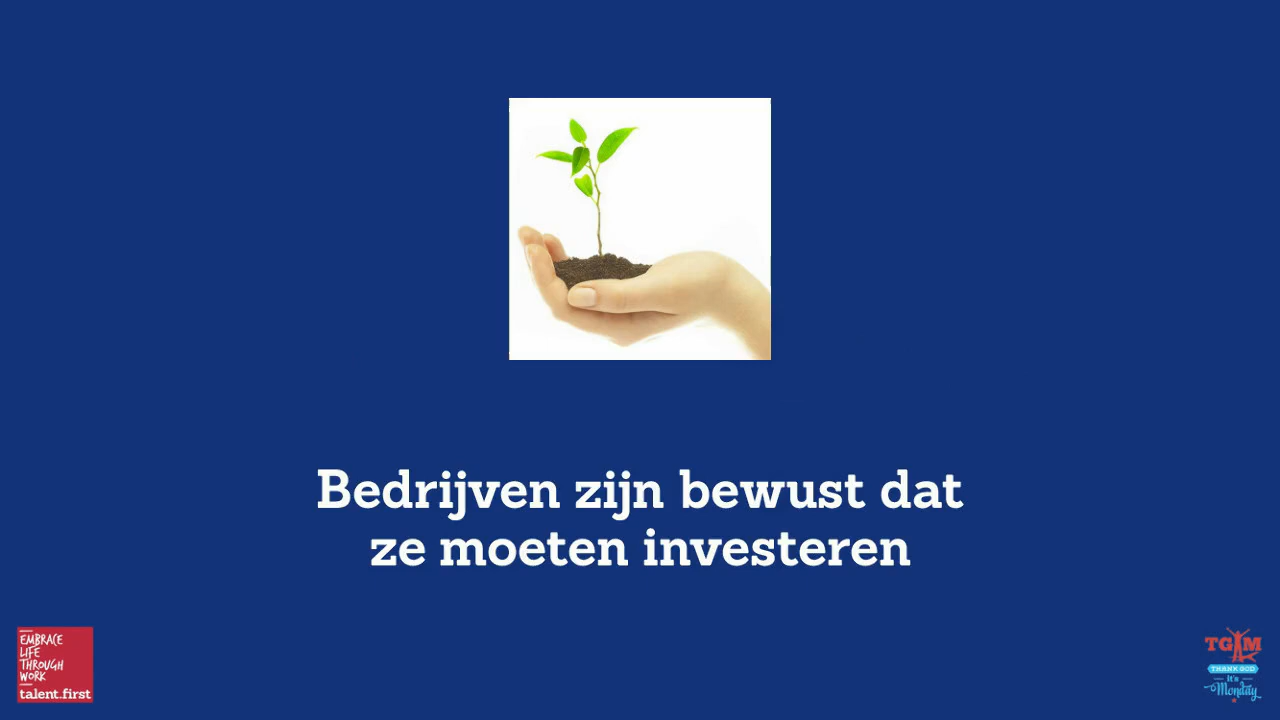 Bedrijven zijn bewust dat
ze moeten investeren
EMBRACE
LIFE
THROUGH
WORK
talent.first
TGIM
THANK GOD
it's
Monday